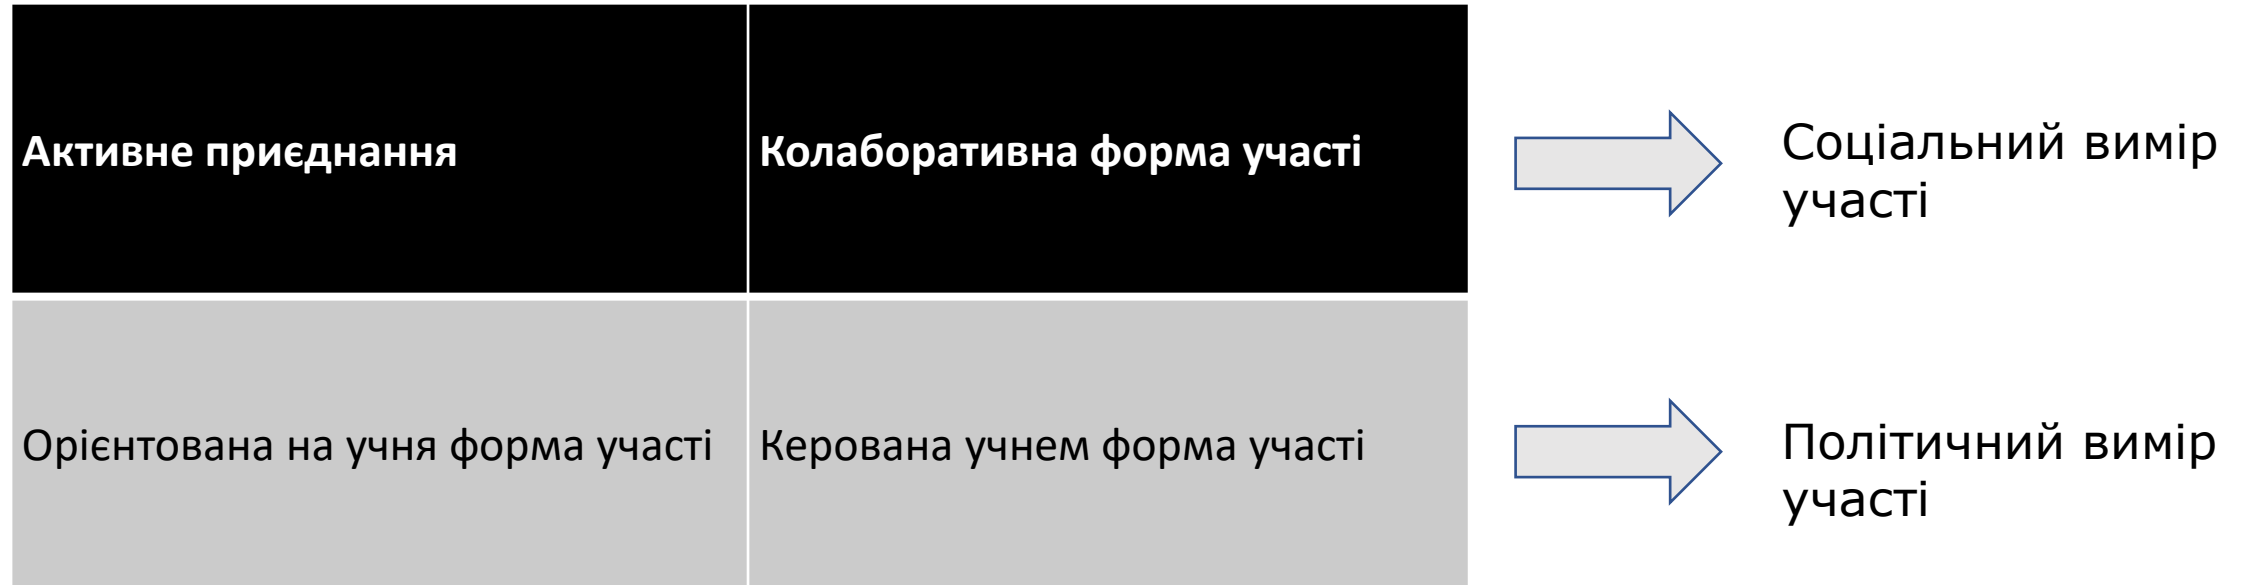 Активне приєднання
Колаборативна форма участі
Соціальний вимір
участі
Орієнтована на учня форма участі
Керована учнем форма участі
Політичний вимір
участі